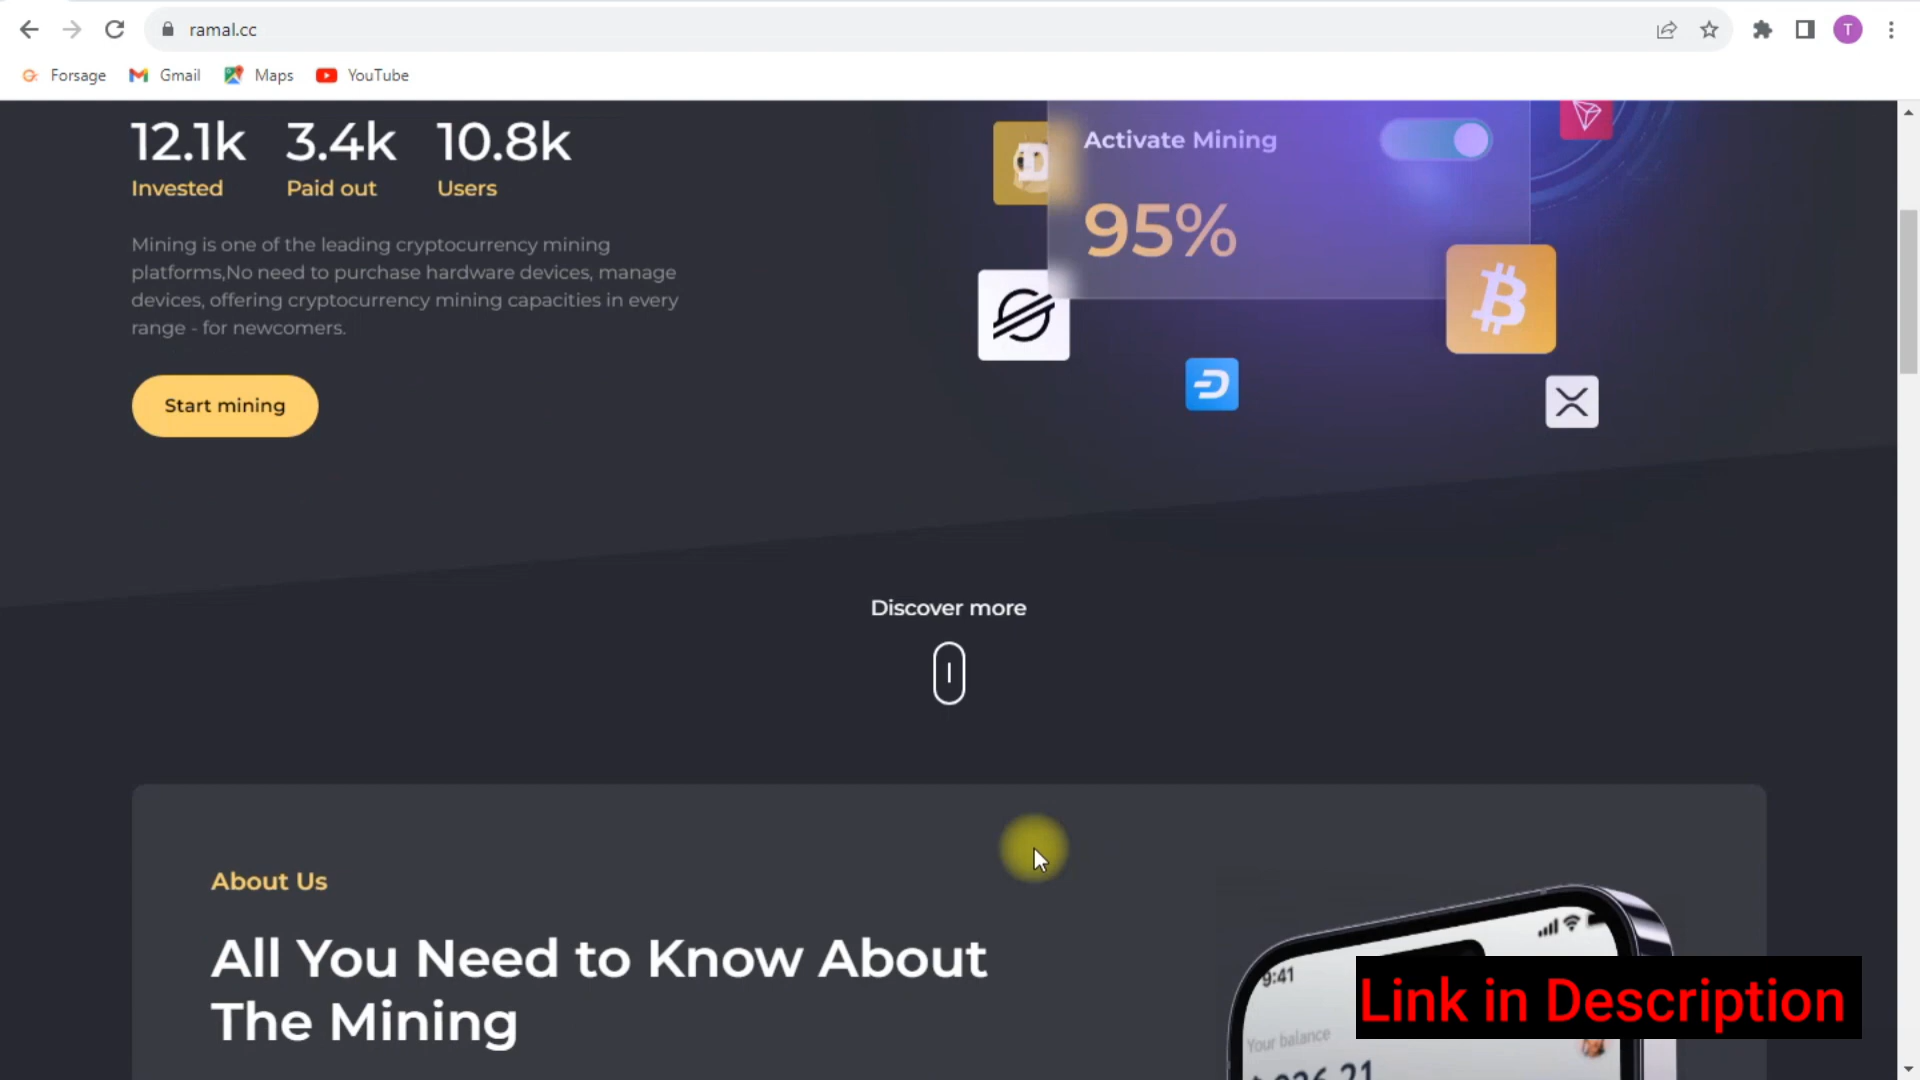 ramal.cc
T
Forsage
Gmail
Maps
YouTube
12.1k
3.4k
10.8k
Invested
Paid out
Users
Mining is one of the leading cryptocurrency mining
platforms,No need to purchase hardware devices, manage
devices, offering cryptocurrency mining capacities in every
range - for newcomers.
Start mining
Activate Mining
95%
Discover more
About Us
All You Need to Know About
The Mining
9:41
Your balance
Link in Description